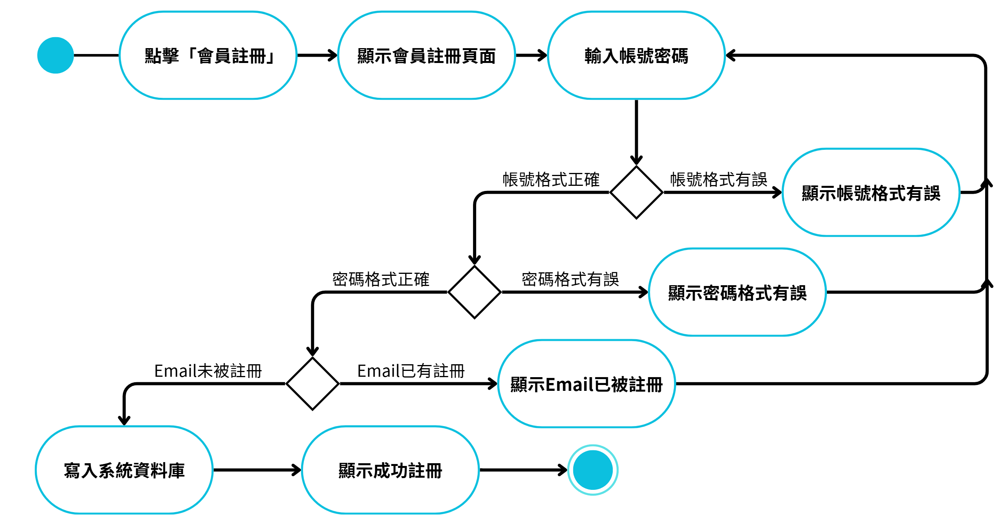 點擊「會員註冊」
顯示會員註冊頁面
輸入帳號密碼
帳號格式正確
帳號格式有誤
顯示帳號格式有誤
密碼格式正確
密碼格式有誤
顯示密碼格式有誤
Email未被註冊
Email已有註冊
顯示Email已被註冊
寫入系統資料庫
顯示成功註冊